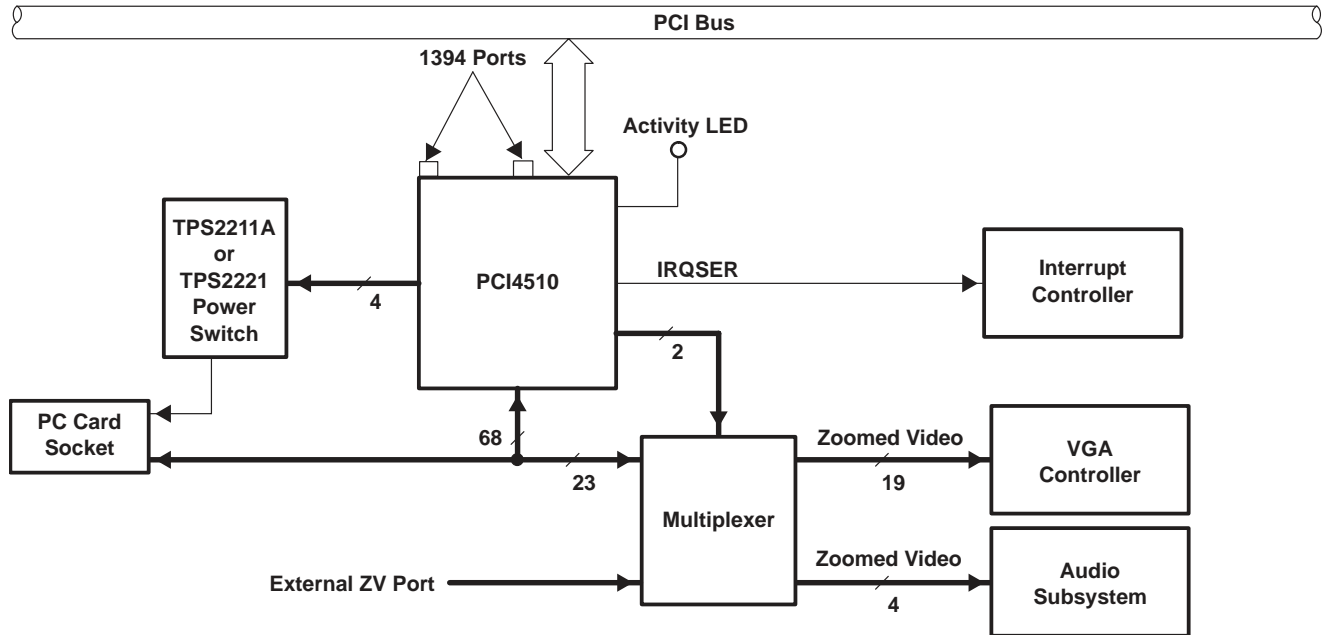 PCI Bus
1394 Ports
Activity LED
TPS2211A
or
TPS2221
Power
Switch
4
PCI4510
IRQSER
Interrupt
Controller
2
PC Card
Socket
68
23
Multiplexer
Zoomed Video
19
VGA
Controller
External ZV Port
Zoomed Video
4
Audio
Subsystem